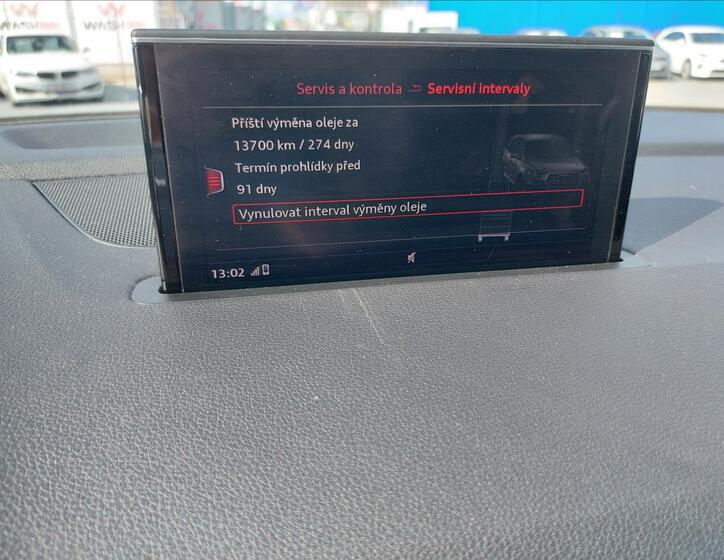 Servis a kontrola Servisní intervaly
Příští výměna oleje za
13700 km / 274 dny
Termín prohlídky před
91 dny
Vynulovat interval výměny oleje
13:02